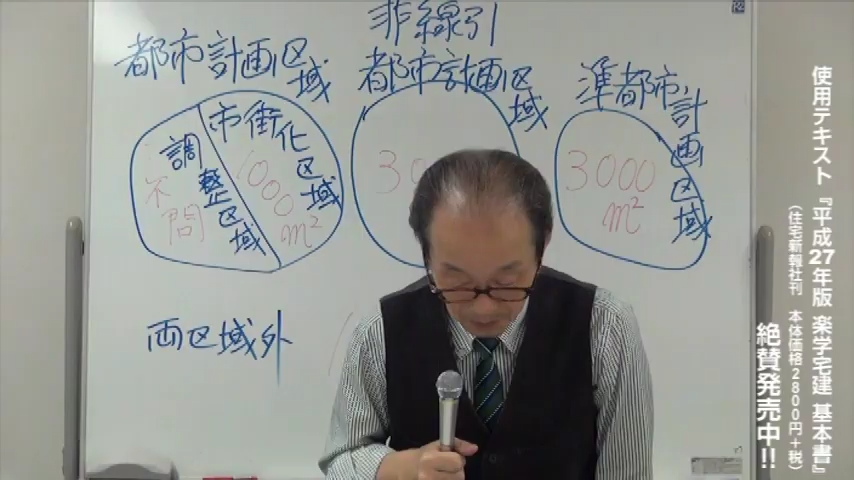 都市計画区域
市街化区域
1000m²
調整区域
不問
非線引
都市計画区域
30
準都市計画区域
3000
m²
両区域外
使用テキスト『平成27年版 楽学宅建 基本書』
(住宅新報社刊 本体価格2800円+税)
絶賛発売中!!